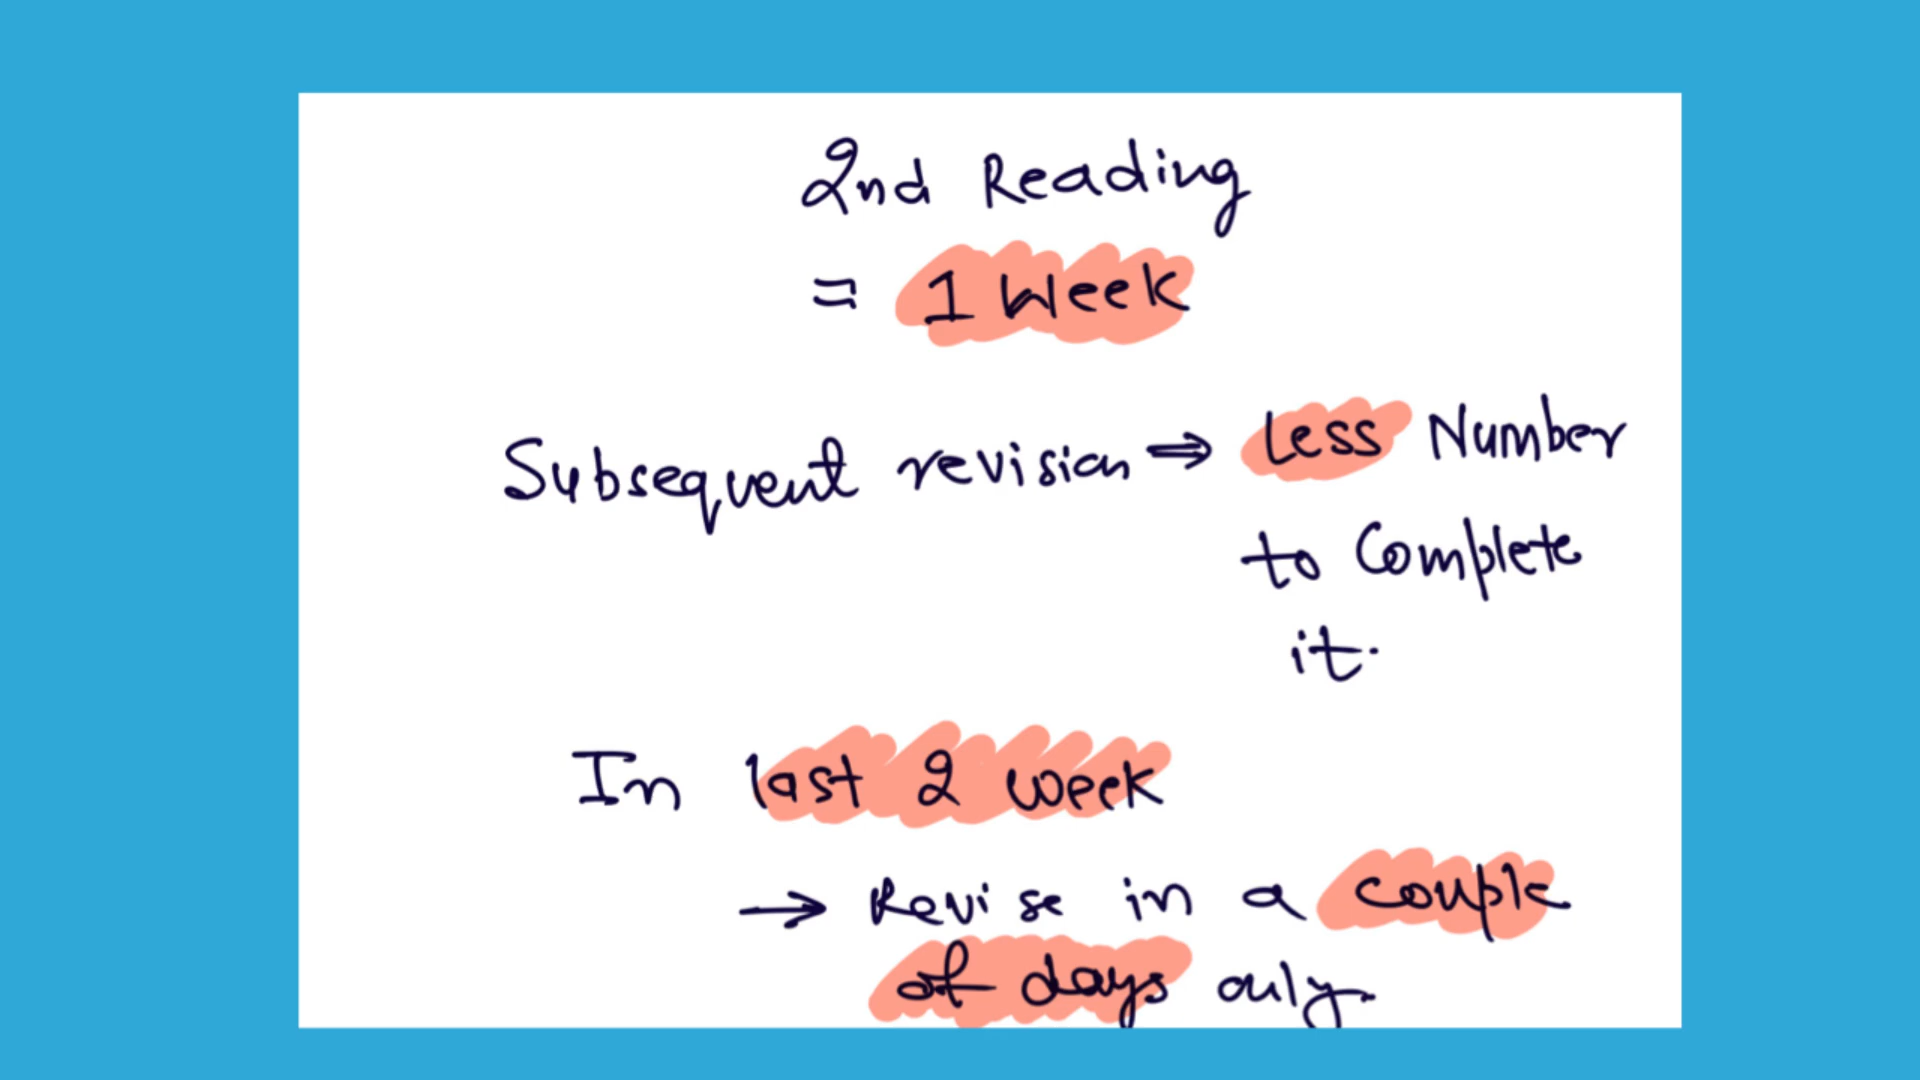 2nd Reading
= 1 Week
Subsequent revision ⇒ Less Number
to Complete
it.
In last 2 week
→ Revise in a couple
of days only